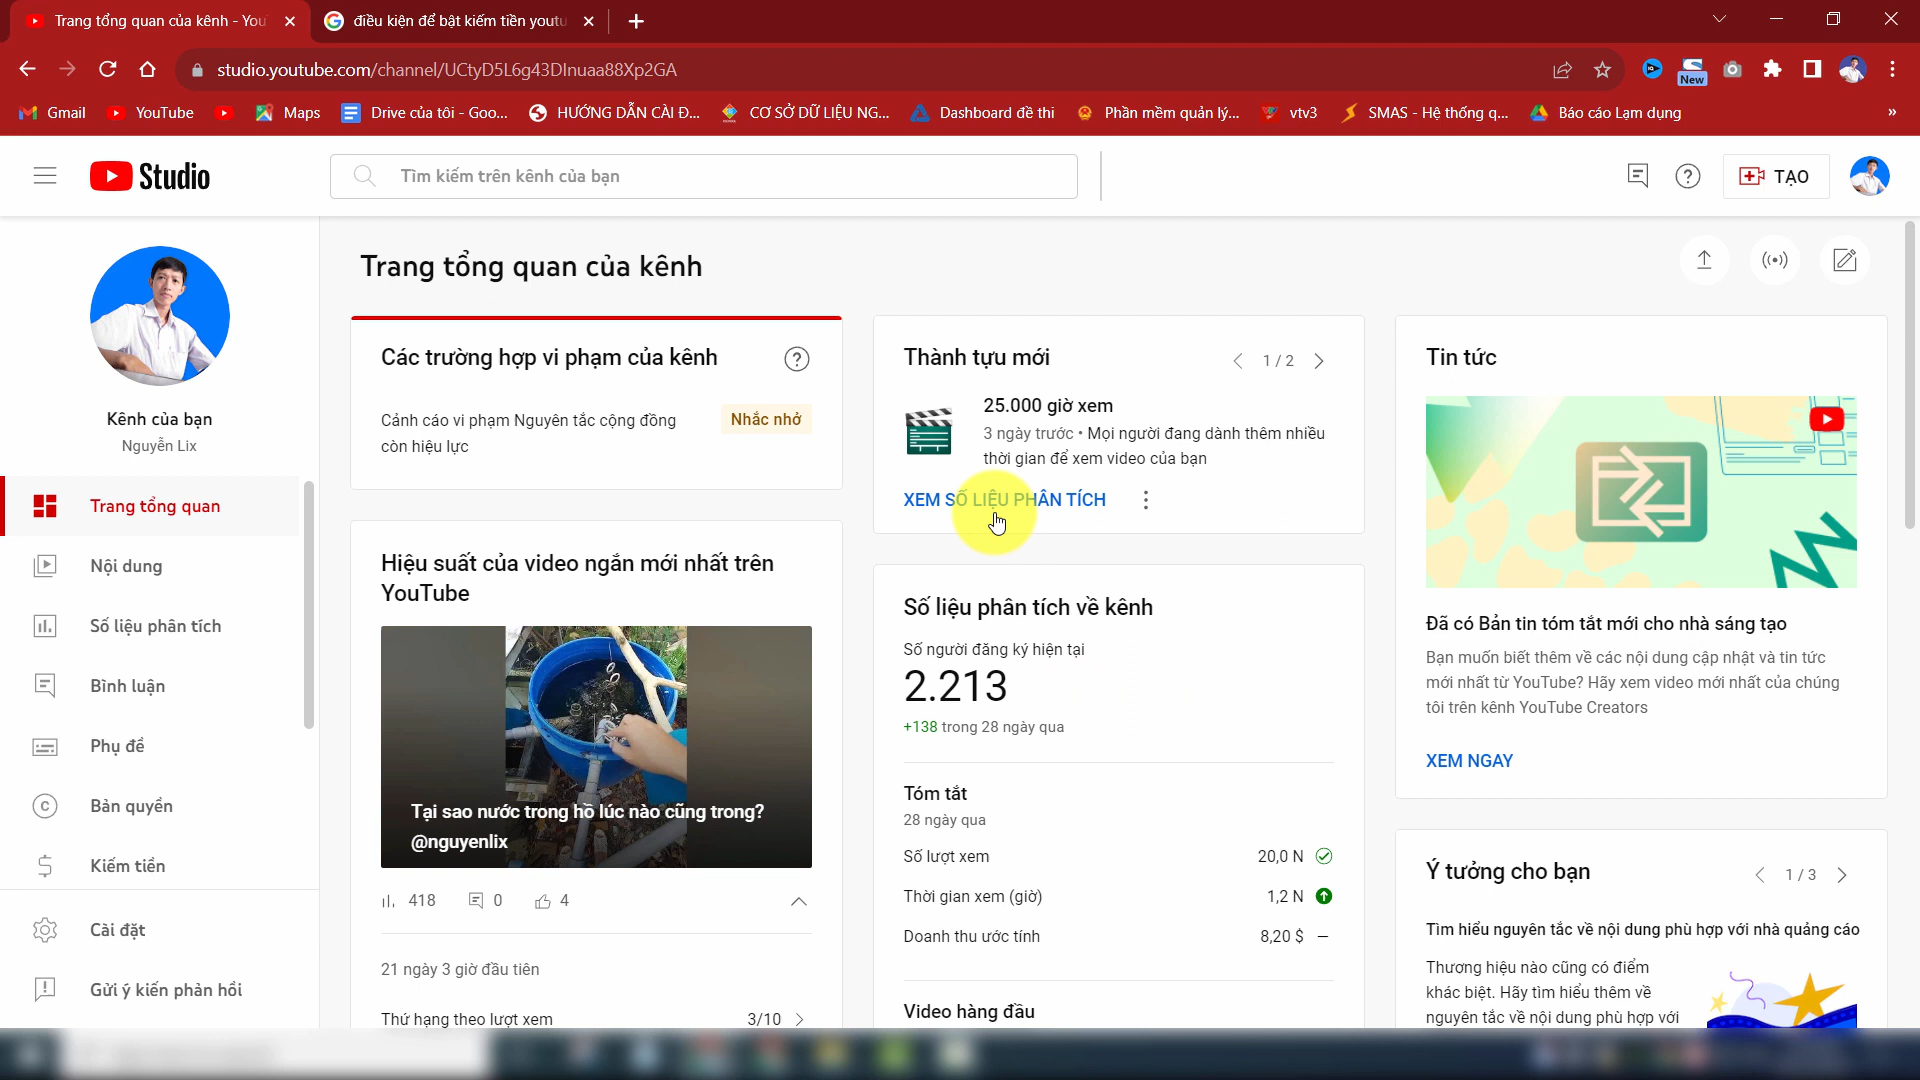 Trang tổng quan của kênh - You
điều kiện để bật kiếm tiền youtu
studio.youtube.com/channel/UCtyD5L6g43DInuaa88Xp2GA
New
Gmail
YouTube
Maps
Drive của tôi - Goo...
HƯỚNG DẪN CÀI Đ...
CƠ SỞ DỮ LIỆU NG...
Dashboard đề thi
Phần mềm quản lý...
vtv3
SMAS - Hệ thống q...
Báo cáo Lạm dụng
»
Studio
Tìm kiếm trên kênh của bạn
TẠO
Kênh của bạn
Nguyễn Lix
Trang tổng quan
Nội dung
Số liệu phân tích
Bình luận
Phụ đề
Bản quyền
Kiếm tiền
Cài đặt
Gửi ý kiến phản hồi
Trang tổng quan của kênh
Các trường hợp vi phạm của kênh
Cảnh cáo vi phạm Nguyên tắc cộng đồng
còn hiệu lực
Nhắc nhở
Hiệu suất của video ngắn mới nhất trên
YouTube
Tại sao nước trong hồ lúc nào cũng trong?
@nguyenlix
418
0
4
21 ngày 3 giờ đầu tiên
Thứ hạng theo lượt xem
3/10
Thành tựu mới
1 / 2
25.000 giờ xem
3 ngày trước • Mọi người đang dành thêm nhiều
thời gian để xem video của bạn
XEM SỐ LIỆU PHÂN TÍCH
Số liệu phân tích về kênh
Số người đăng ký hiện tại
2.213
+138 trong 28 ngày qua
Tóm tắt
28 ngày qua
Số lượt xem
20,0 N
Thời gian xem (giờ)
1,2 N
Doanh thu ước tính
8,20 $ —
Video hàng đầu
Tin tức
Đã có Bản tin tóm tắt mới cho nhà sáng tạo
Bạn muốn biết thêm về các nội dung cập nhật và tin tức
mới nhất từ YouTube? Hãy xem video mới nhất của chúng
tôi trên kênh YouTube Creators
XEM NGAY
Ý tưởng cho bạn
1 / 3
Tìm hiểu nguyên tắc về nội dung phù hợp với nhà quảng cáo
Thương hiệu nào cũng có điểm
khác biệt. Hãy tìm hiểu thêm về
nguyên tắc về nội dung phù hợp với